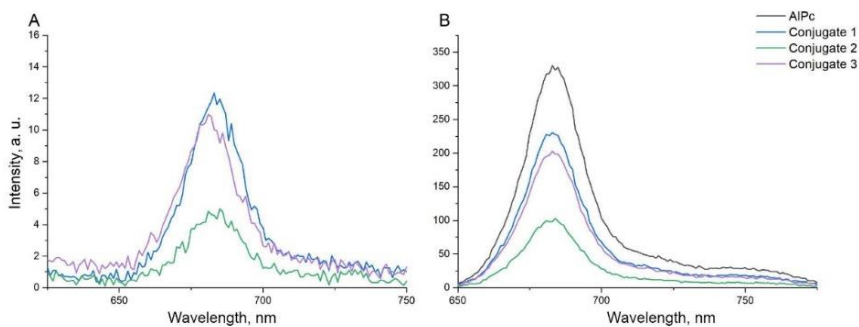 A
16
14
12
10
8
6
4
2
0
Intensity, a. u.
650
700
750
Wavelength, nm
B
350
300
250
200
150
100
50
0
650
700
750
Wavelength, nm
AlPc
Conjugate 1
Conjugate 2
Conjugate 3